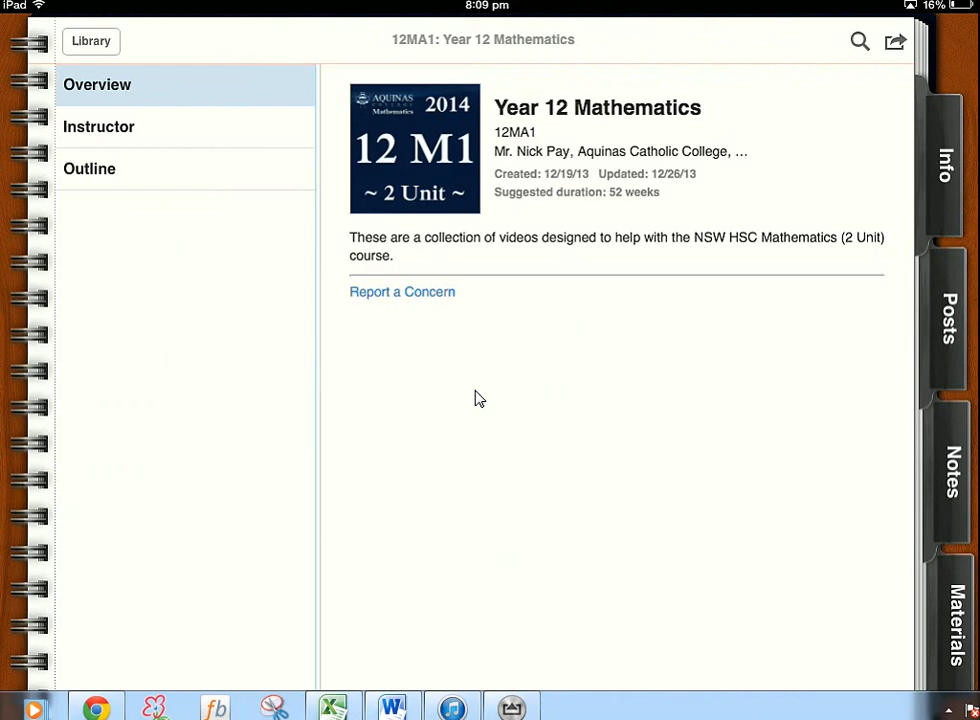 iPad 8:09 pm 16%
Library
12MA1: Year 12 Mathematics
Overview
Instructor
Outline
AQUINAS
COLLEGE
Mathematics
2014
12 M1
~ 2 Unit ~
Year 12 Mathematics
12MA1
Mr. Nick Pay, Aquinas Catholic College, ...
Created: 12/19/13 Updated: 12/26/13
Suggested duration: 52 weeks
These are a collection of videos designed to help with the NSW HSC Mathematics (2 Unit)
course.
Report a Concern
Info
Posts
Notes
Materials
fb